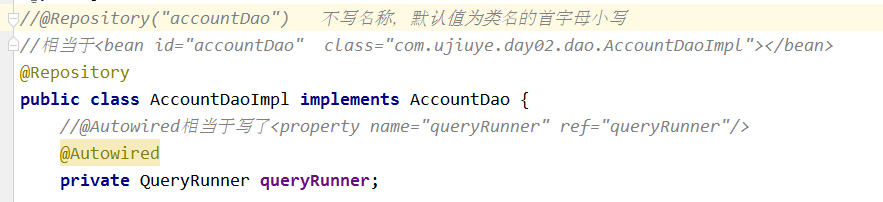 //@Repository("accountDao")   不写名称，默认值为类名的首字母小写
//相当于<bean id="accountDao"  class="com.ujiuye.day02.dao.AccountDaoImpl"></bean>
@Repository
public class AccountDaoImpl implements AccountDao {
//@Autowired相当于写了<property name="queryRunner" ref="queryRunner"/>
@Autowired
private QueryRunner queryRunner;